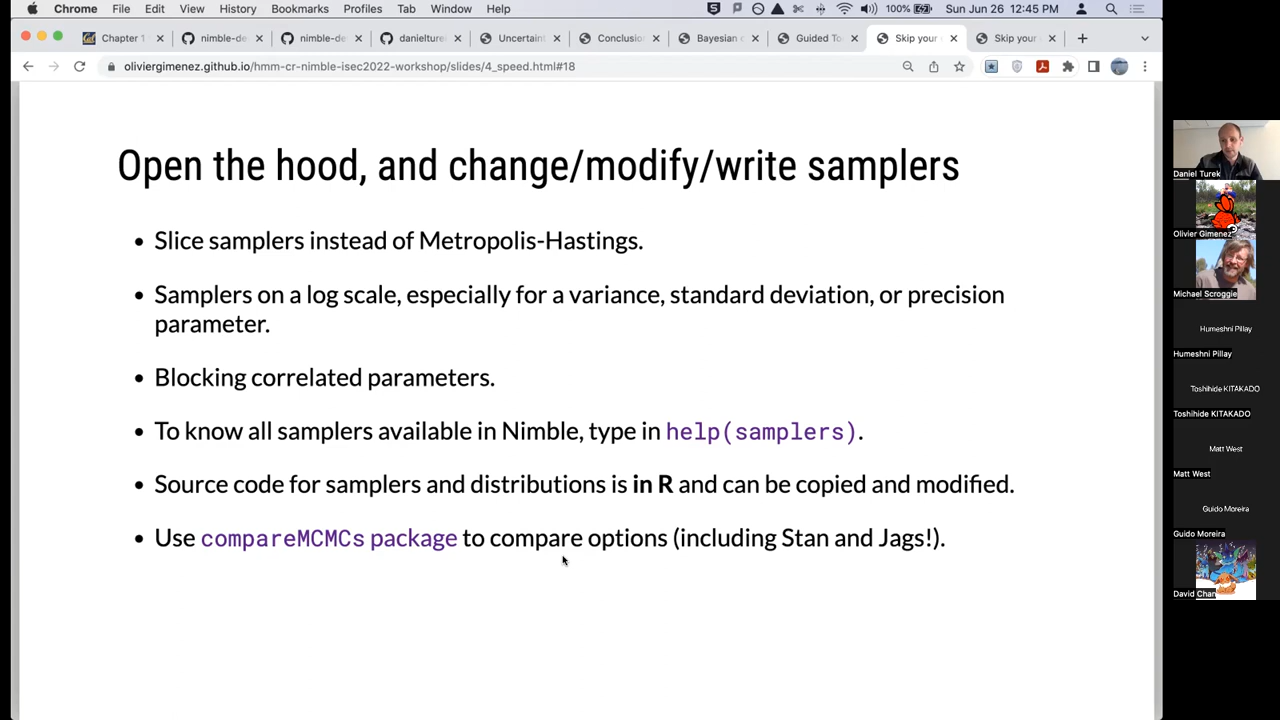 Chrome File Edit View History Bookmarks Profiles Tab Window Help 100% Sun Jun 26 12:45 PM
Chapter 1 nimble-de nimble-de danielture Uncertain Conclusion Bayesian c Guided To Skip your Skip your
oliviergimenez.github.io/hmm-cr-nimble-isec2022-workshop/slides/4_speed.html#18
Open the hood, and change/modify/write samplers
• Slice samplers instead of Metropolis-Hastings.
• Samplers on a log scale, especially for a variance, standard deviation, or precision
parameter.
• Blocking correlated parameters.
• To know all samplers available in Nimble, type in help(samplers).
• Source code for samplers and distributions is in R and can be copied and modified.
• Use compareMCMCs package to compare options (including Stan and Jags!).
Daniel Turek
Olivier Gimenez
Michael Scroggie
Humeshni Pillay
Humeshni Pillay
Toshihide KITAKADO
Toshihide KITAKADO
Matt West
Matt West
Guido Moreira
Guido Moreira
David Chan